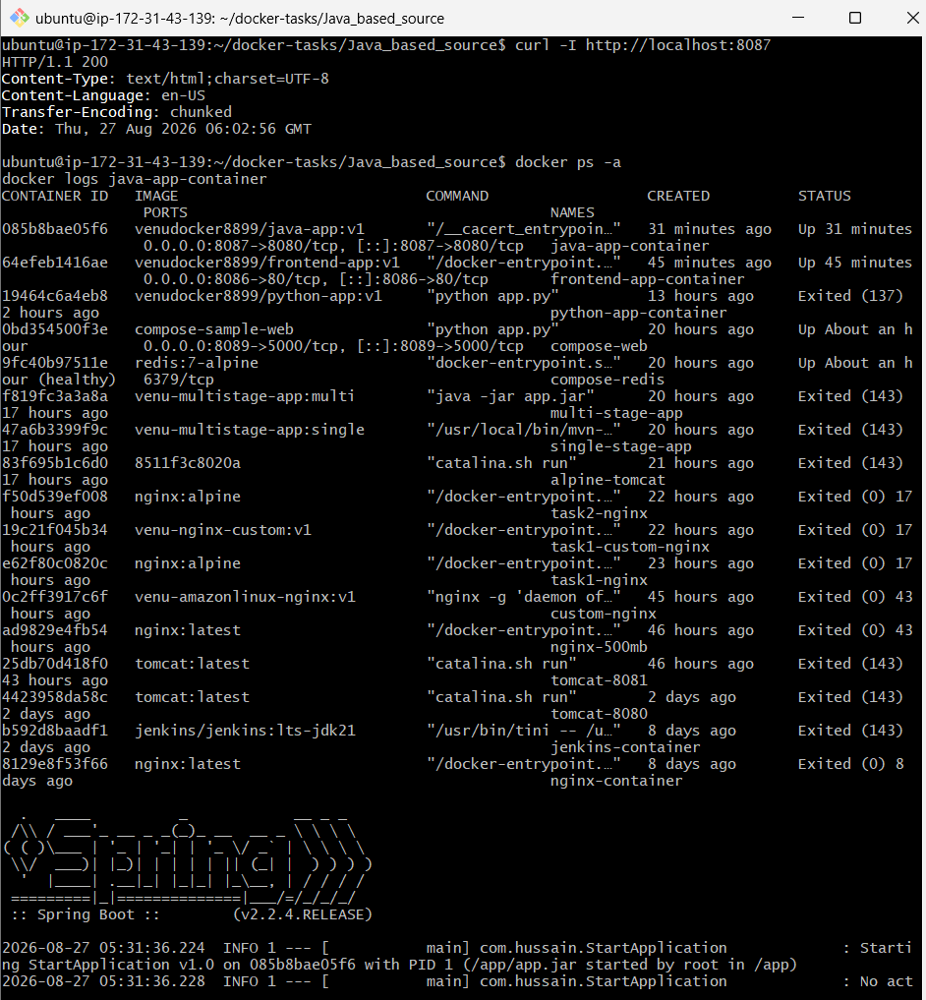 ubuntu@ip-172-31-43-139: ~/docker-tasks/Java_based_source
ubuntu@ip-172-31-43-139:~/docker-tasks/Java_based_source$ curl -I http://localhost:8087
HTTP/1.1 200
Content-Type: text/html;charset=UTF-8
Content-Language: en-US
Transfer-Encoding: chunked
Date: Thu, 27 Aug 2026 06:02:56 GMT
ubuntu@ip-172-31-43-139:~/docker-tasks/Java_based_source$ docker ps -a
docker logs java-app-container
CONTAINER ID   IMAGE                            COMMAND                  CREATED          STATUS
                PORTS                                         NAMES
085b8bae05f6   venudocker8899/java-app:v1       "/__cacert_entrypoin…"   31 minutes ago   Up 31 minutes
                0.0.0.0:8087->8080/tcp, [::]:8087->8080/tcp   java-app-container
64efeb1416ae   venudocker8899/frontend-app:v1   "/docker-entrypoint.…"   45 minutes ago   Up 45 minutes
                0.0.0.0:8086->80/tcp, [::]:8086->80/tcp       frontend-app-container
19464c6a4eb8   venudocker8899/python-app:v1     "python app.py"          13 hours ago     Exited (137)
2 hours ago                                                   python-app-container
0bd354500f3e   compose-sample-web               "python app.py"          20 hours ago     Up About an h
our             0.0.0.0:8089->5000/tcp, [::]:8089->5000/tcp   compose-web
9fc40b97511e   redis:7-alpine                   "docker-entrypoint.s…"   20 hours ago     Up About an h
our (healthy)   6379/tcp                                      compose-redis
f819fc3a3a8a   venu-multistage-app:multi        "java -jar app.jar"      20 hours ago     Exited (143)
17 hours ago                                                  multi-stage-app
47a6b3399f9c   venu-multistage-app:single       "/usr/local/bin/mvn-…"   20 hours ago     Exited (143)
17 hours ago                                                  single-stage-app
83f695b1c6d0   8511f3c8020a                     "catalina.sh run"        21 hours ago     Exited (143)
17 hours ago                                                  alpine-tomcat
f50d539ef008   nginx:alpine                     "/docker-entrypoint.…"   22 hours ago     Exited (0) 17
 hours ago                                                    task2-nginx
19c21f045b34   venu-nginx-custom:v1             "/docker-entrypoint.…"   22 hours ago     Exited (0) 17
 hours ago                                                    task1-custom-nginx
e62f80c0820c   nginx:alpine                     "/docker-entrypoint.…"   23 hours ago     Exited (0) 17
 hours ago                                                    task1-nginx
0c2ff3917c6f   venu-amazonlinux-nginx:v1        "nginx -g 'daemon of…"   45 hours ago     Exited (0) 43
 hours ago                                                    custom-nginx
ad9829e4fb54   nginx:latest                     "/docker-entrypoint.…"   46 hours ago     Exited (0) 43
 hours ago                                                    nginx-500mb
25db70d418f0   tomcat:latest                    "catalina.sh run"        46 hours ago     Exited (143)
43 hours ago                                                  tomcat-8081
4423958da58c   tomcat:latest                    "catalina.sh run"        2 days ago       Exited (143)
2 days ago                                                    tomcat-8080
b592d8baadf1   jenkins/jenkins:lts-jdk21        "/usr/bin/tini -- /u…"   8 days ago       Exited (143)
2 days ago                                                    jenkins-container
8129e8f53f66   nginx:latest                     "/docker-entrypoint.…"   8 days ago       Exited (0) 8
days ago                                                      nginx-container
Spring
 :: Spring Boot ::        (v2.2.4.RELEASE)
2026-08-27 05:31:36.224  INFO 1 --- [           main] com.hussain.StartApplication             : Starti
ng StartApplication v1.0 on 085b8bae05f6 with PID 1 (/app/app.jar started by root in /app)
2026-08-27 05:31:36.228  INFO 1 --- [           main] com.hussain.StartApplication             : No act